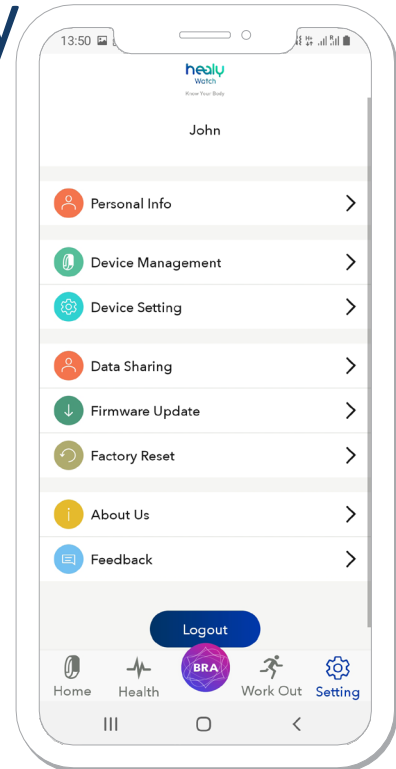 13:50
healy
Watch
Know Your Body
John
Personal Info
Device Management
Device Setting
Data Sharing
Firmware Update
Factory Reset
About Us
Feedback
Logout
BRA
Home Health Work Out Setting